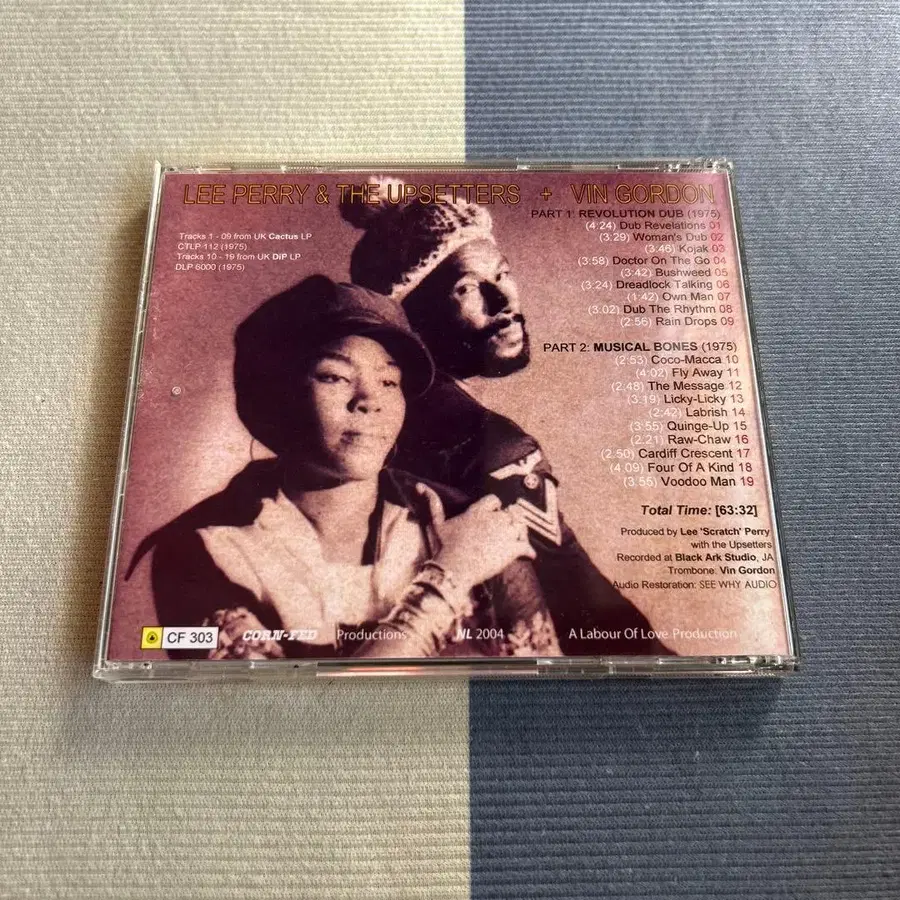 LEE PERRY & THE UPSETTERS + VIN GORDON
Tracks 1 - 09 from UK Cactus LP
CTLP 112 (1975)
Tracks 10 - 19 from UK DiP LP
DLP 6000 (1975)
PART 1: REVOLUTION DUB (1975)
(4:24) Dub Revelations 01
(3:29) Woman's Dub 02
(3:46) Kojak 03
(3:58) Doctor On The Go 04
(3:42) Bushweed 05
(3:24) Dreadlock Talking 06
(1:42) Own Man 07
(3:02) Dub The Rhythm 08
(2:56) Rain Drops 09
PART 2: MUSICAL BONES (1975)
(2:53) Coco-Macca 10
(4:02) Fly Away 11
(2:48) The Message 12
(3:19) Licky-Licky 13
(2:42) Labrish 14
(3:55) Quinge-Up 15
(2.21) Raw-Chaw 16
(2.50) Cardiff Crescent 17
(4:09) Four Of A Kind 18
(3:55) Voodoo Man 19
Total Time: [63:32]
Produced by Lee 'Scratch' Perry
with the Upsetters
Recorded at Black Ark Studio, JA
Trombone: Vin Gordon
Audio Restoration: SEE WHY AUDIO
CF 303 CORN-FED Productions NL 2004 A Labour Of Love Production